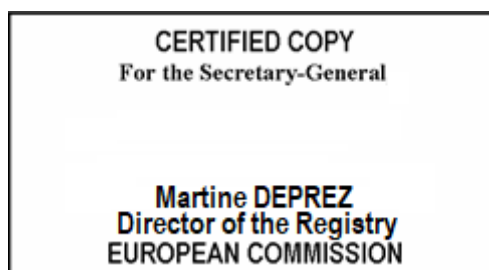 CERTIFIED COPY
For the Secretary-General
Martine DEPREZ
Director of the Registry
EUROPEAN COMMISSION